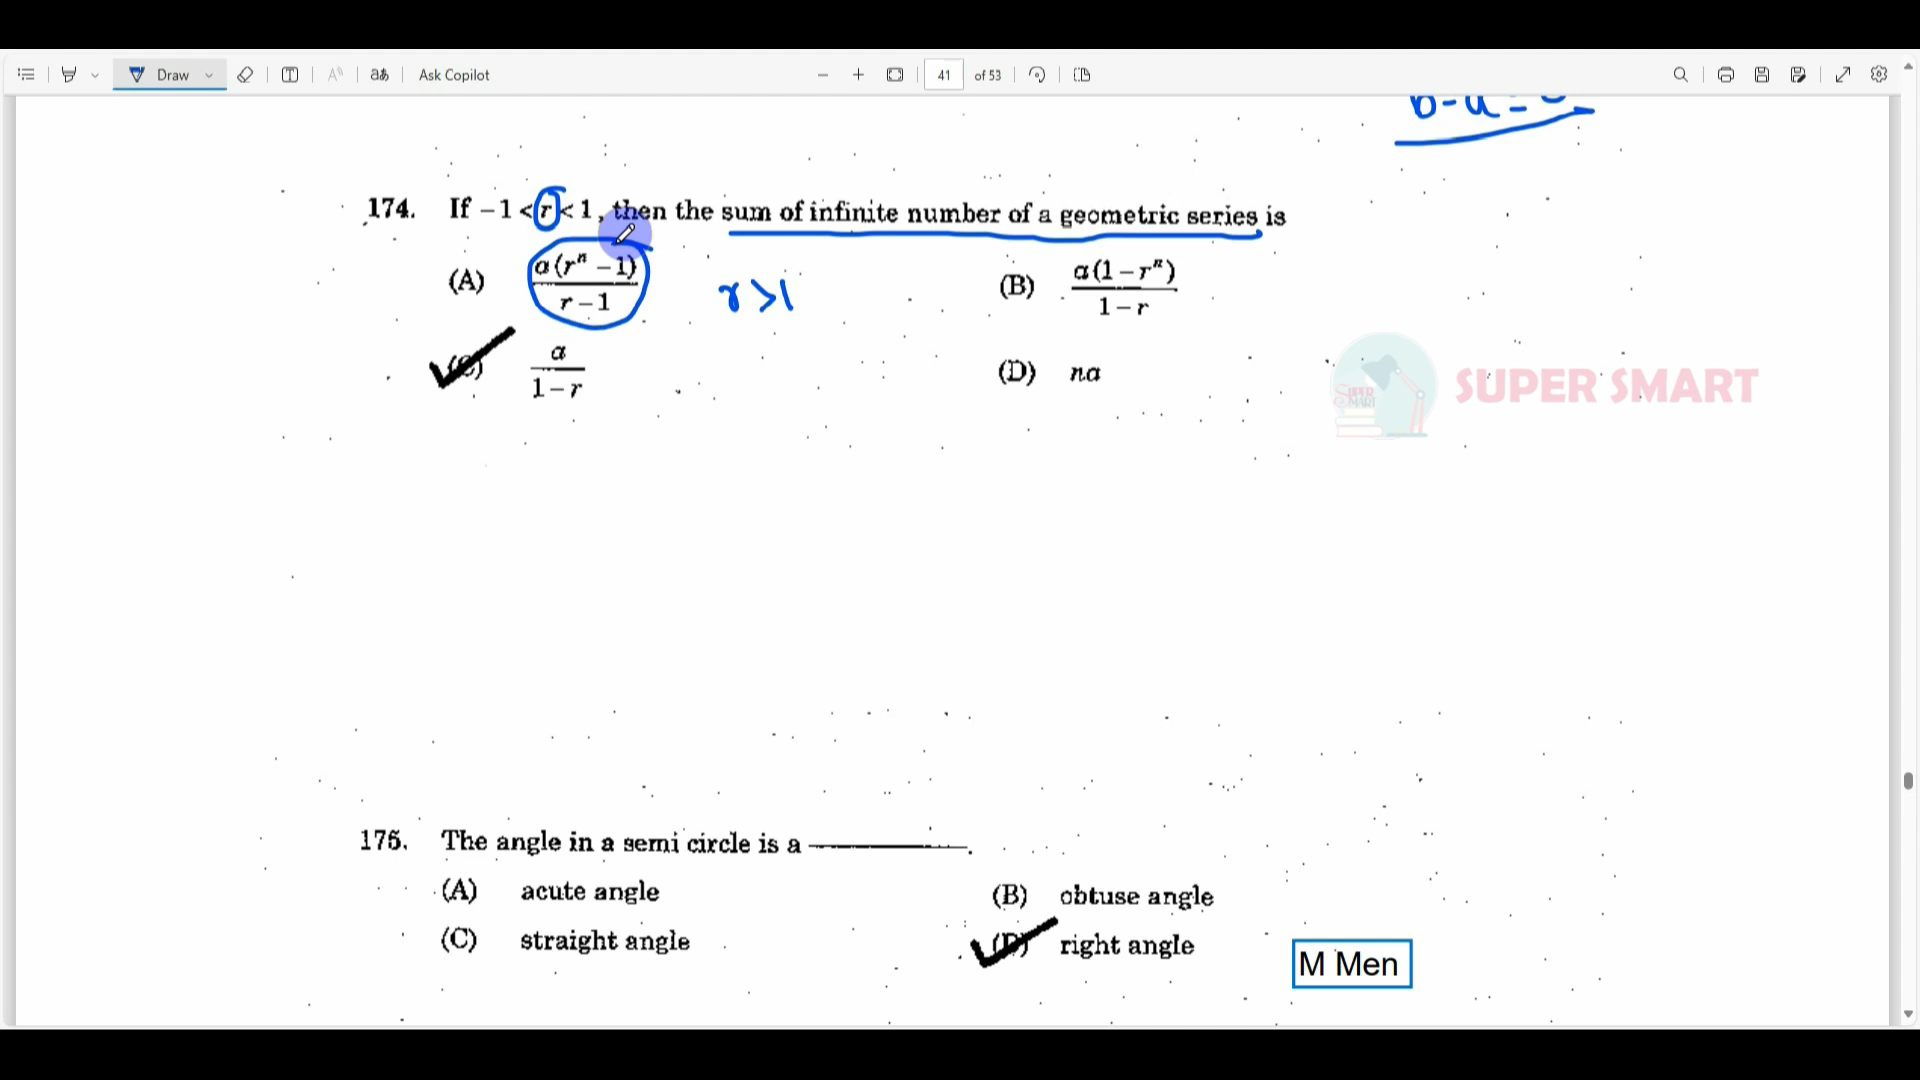 Draw
Ask Copilot
41 of 53
174. If -1 < r < 1, then the sum of infinite number of a geometric series is
(A) a(rⁿ - 1) / r - 1
r > 1
(B) a(1 - rⁿ) / 1 - r
(C) a / 1 - r
(D) na
SUPER SMART
175. The angle in a semi circle is a ________.
(A) acute angle
(B) obtuse angle
(C) straight angle
(D) right angle
M Men